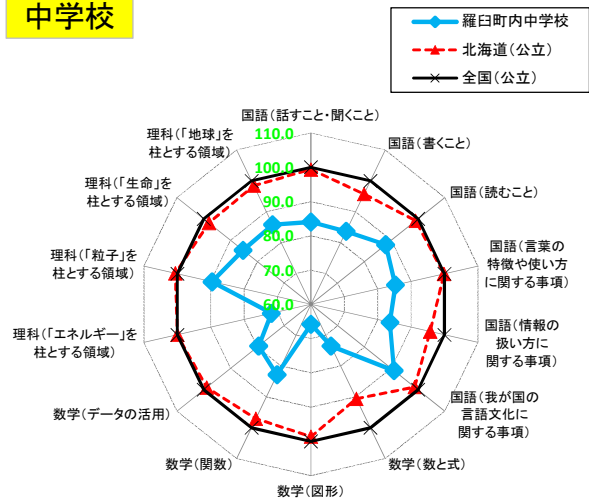 中学校
羅臼町内中学校
北海道(公立)
全国(公立)
国語(話すこと・聞くこと)
国語(書くこと)
国語(読むこと)
国語(言葉の
特徴や使い方
に関する事項)
国語(情報の
扱い方に
関する事項)
国語(我が国の
言語文化に
関する事項)
数学(数と式)
数学(図形)
数学(関数)
数学(データの活用)
理科(「エネルギー」を
柱とする領域)
理科(「粒子」を
柱とする領域)
理科(「生命」を
柱とする領域)
理科(「地球」を
柱とする領域)
110.0
100.0
90.0
80.0
70.0
60.0